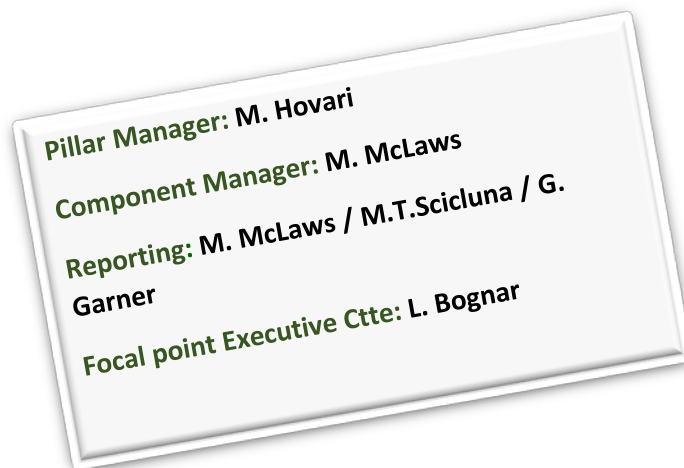 Pillar Manager: M. Hovari
Component Manager: M. McLaws
Reporting: M. McLaws / M.T.Scicluna / G.
Garner
Focal point Executive Ctte: L. Bognar